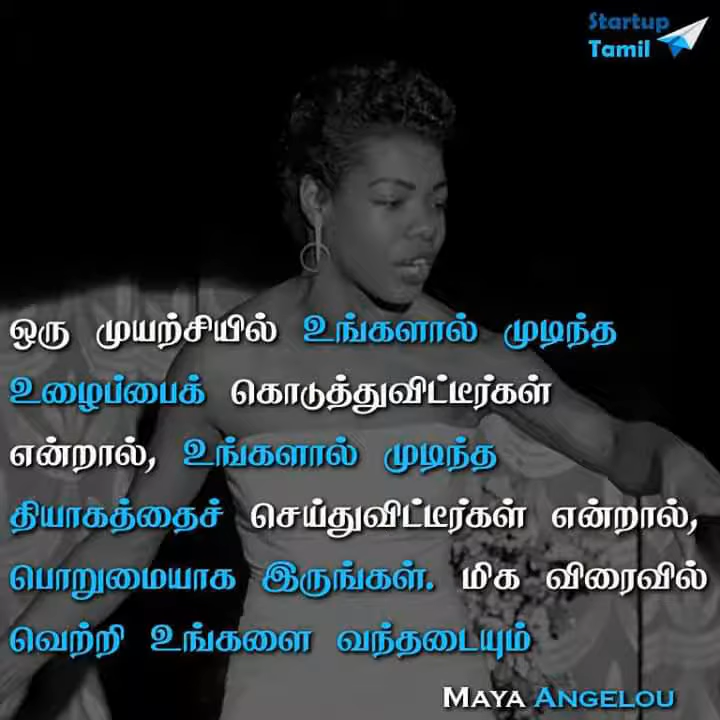 Startup
Tamil
ஒரு முயற்சியில் உங்களால் முடிந்த
உழைப்பைக் கொடுத்துவிட்டீர்கள்
என்றால், உங்களால் முடிந்த
தியாகத்தைச் செய்துவிட்டீர்கள் என்றால்,
பொறுமையாக இருங்கள். மிக விரைவில்
வெற்றி உங்களை வந்தடையும்
MAYA ANGELOU